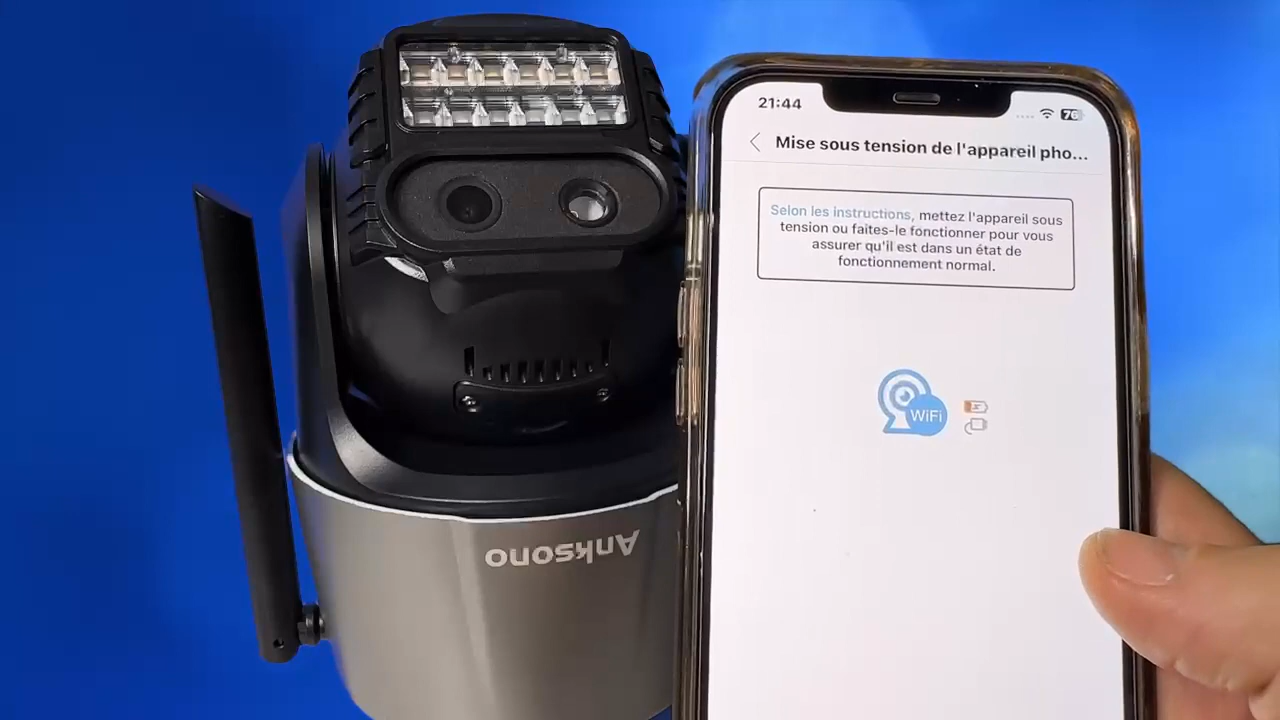 21:44
76
Mise sous tension de l'appareil pho...
Selon les instructions, mettez l'appareil sous
tension ou faites-le fonctionner pour vous
assurer qu'il est dans un état de
fonctionnement normal.
WiFi
Anksono